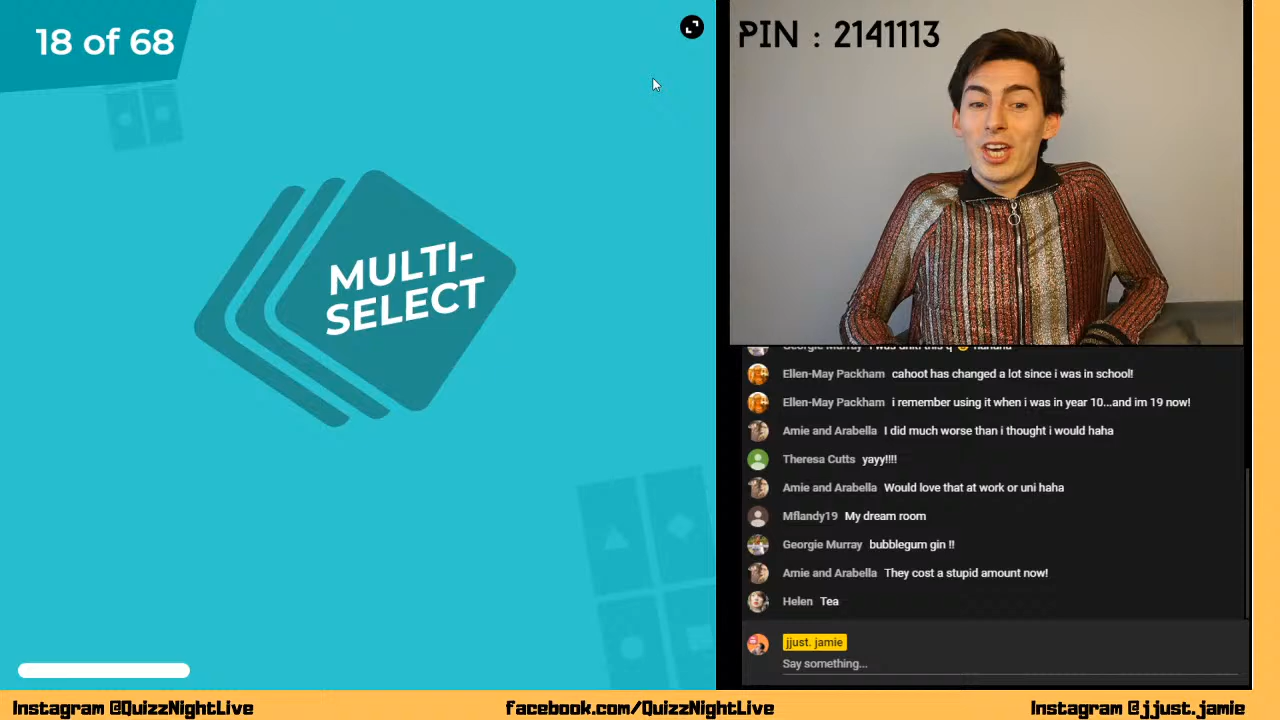 18 of 68
MULTI-
SELECT
PIN : 2141113
Georgie Murray
Ellen-May Packham cahoot has changed a lot since i was in school!
Ellen-May Packham i remember using it when i was in year 10...and im 19 now!
Amie and Arabella I did much worse than i thought i would haha
Theresa Cutts yayy!!!!
Amie and Arabella Would love that at work or uni haha
Mflandy19 My dream room
Georgie Murray bubblegum gin !!
Amie and Arabella They cost a stupid amount now!
Helen Tea
jjust. jamie
Say something...
Instagram @QuizzNightLive
facebook.com/QuizzNightLive
Instagram @jjust.jamie